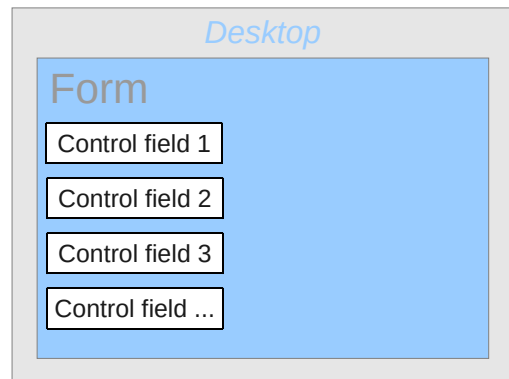 Desktop
Form
Control field 1
Control field 2
Control field 3
Control field ...